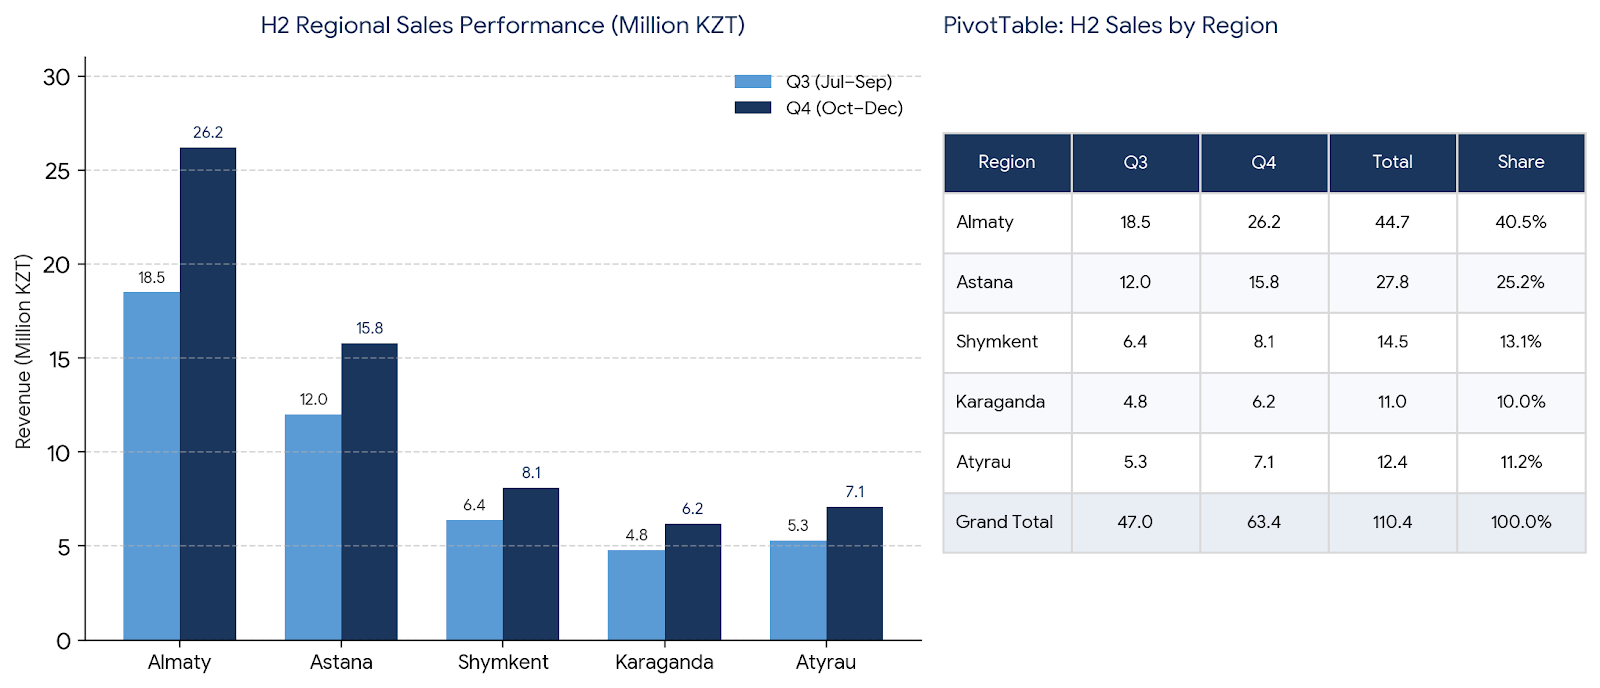 H2 Regional Sales Performance (Million KZT)
Revenue (Million KZT)
30
25
20
15
10
5
0
Q3 (Jul–Sep)
Q4 (Oct–Dec)
18.5
26.2
12.0
15.8
6.4
8.1
4.8
6.2
5.3
7.1
Almaty Astana Shymkent Karaganda Atyrau
PivotTable: H2 Sales by Region
Region Q3 Q4 Total Share
Almaty 18.5 26.2 44.7 40.5%
Astana 12.0 15.8 27.8 25.2%
Shymkent 6.4 8.1 14.5 13.1%
Karaganda 4.8 6.2 11.0 10.0%
Atyrau 5.3 7.1 12.4 11.2%
Grand Total 47.0 63.4 110.4 100.0%